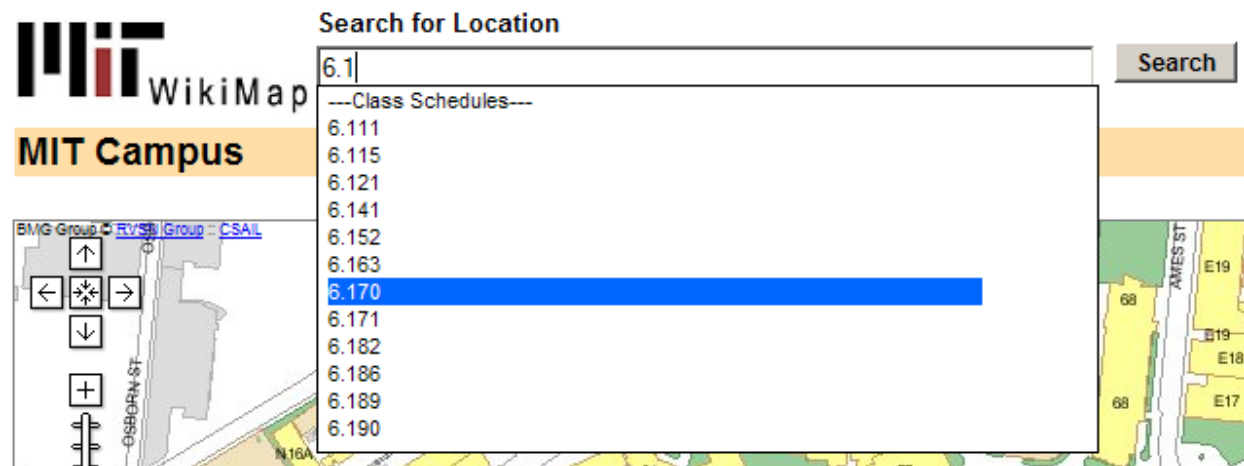 Search for Location
MIT
WikiMap
6.1
Search
---Class Schedules---
6.111
6.115
6.121
6.141
6.152
6.163
6.170
6.171
6.182
6.186
6.189
6.190
MIT Campus
BMG Group © RVSN Group :: CSAIL
OSBORN ST
N16A
AMES ST
E19
68
E19
E18
68
E17